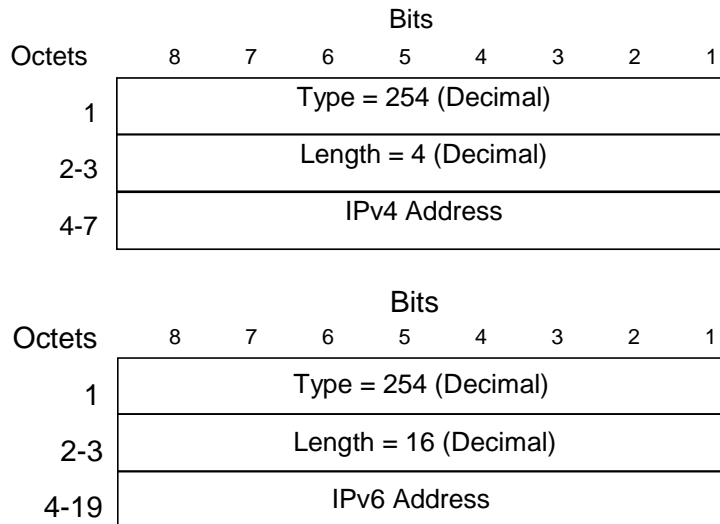 Bits
Octets 8 7 6 5 4 3 2 1
1 Type = 254 (Decimal)
2-3 Length = 4 (Decimal)
4-7 IPv4 Address
Bits
Octets 8 7 6 5 4 3 2 1
1 Type = 254 (Decimal)
2-3 Length = 16 (Decimal)
4-19 IPv6 Address